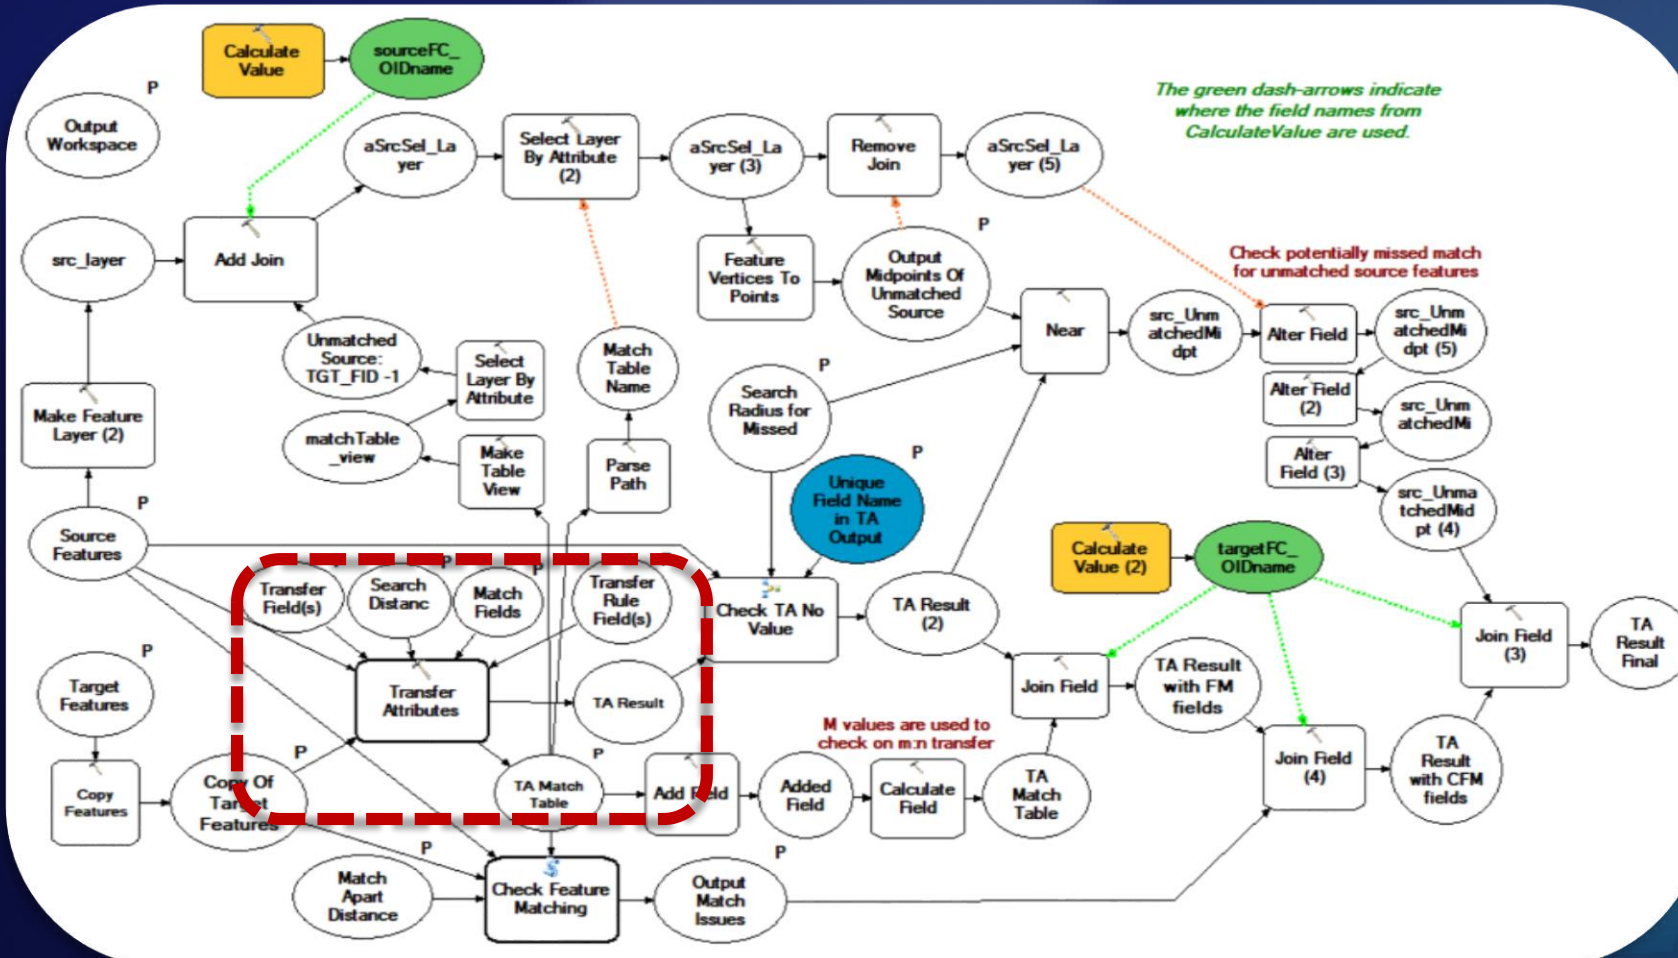 Calculate
Value
sourceFC_
OIDname
P
Output
Workspace
aSrcSel_La
yer
Select Layer
By Attribute
(2)
aSrcSel_La
yer (3)
Remove
Join
aSrcSel_La
yer (5)
The green dash-arrows indicate
where the field names from
CalculateValue are used.
src_layer
Add Join
Feature
Vertices To
Points
P
Output
Midpoints Of
Unmatched
Source
Check potentially missed match
for unmatched source features
Near
src_Unm
atchedMi
dpt
Alter Field
src_Unm
atchedMi
dpt (5)
Unmatched
Source:
TGT_FID -1
Select
Layer By
Attribute
Match
Table
Name
P
Search
Radius for
Missed
Alter Field
(2)
src_Unm
atchedMi
Make Feature
Layer (2)
matchTable
_view
Make
Table
View
Parse
Path
Alter
Field (3)
src_Unma
tchedMid
pt (4)
P
Unique
Field Name
in TA
Output
P
Source
Features
Calculate
Value (2)
targetFC_
OIDname
Transfer
Field(s)
P
Search
Distanc
P
Match
Fields
Transfer
Rule
Field(s)
Check TA No
Value
TA Result
(2)
Join Field
(3)
TA
Result
Final
P
Target
Features
Transfer
Attributes
TA Result
Join Field
TA Result
with FM
fields
M values are used to
check on m:n transfer
P
Copy
Features
Copy Of
Target
Features
P
TA Match
Table
Add Field
Added
Field
Calculate
Field
TA
Match
Table
Join Field
(4)
TA
Result
with CFM
fields
P
Match
Apart
Distance
Check Feature
Matching
P
Output
Match
Issues